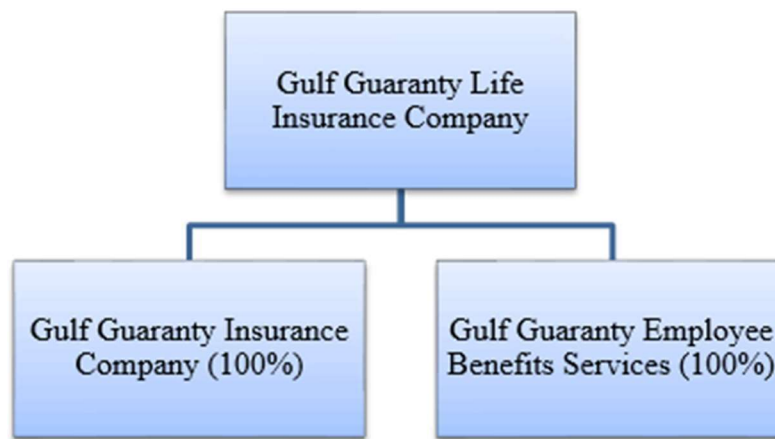 Gulf Guaranty Life
Insurance Company
Gulf Guaranty Insurance
Company (100%)
Gulf Guaranty Employee
Benefits Services (100%)